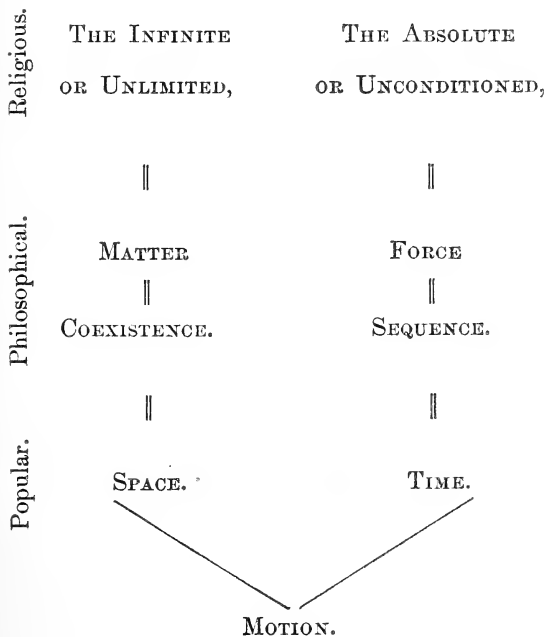 Religious.
The Infinite
or Unlimited,
The Absolute
or Unconditioned,
Philosophical.
Matter
Coexistence.
Force
Sequence.
Popular.
Space.
Time.
Motion.